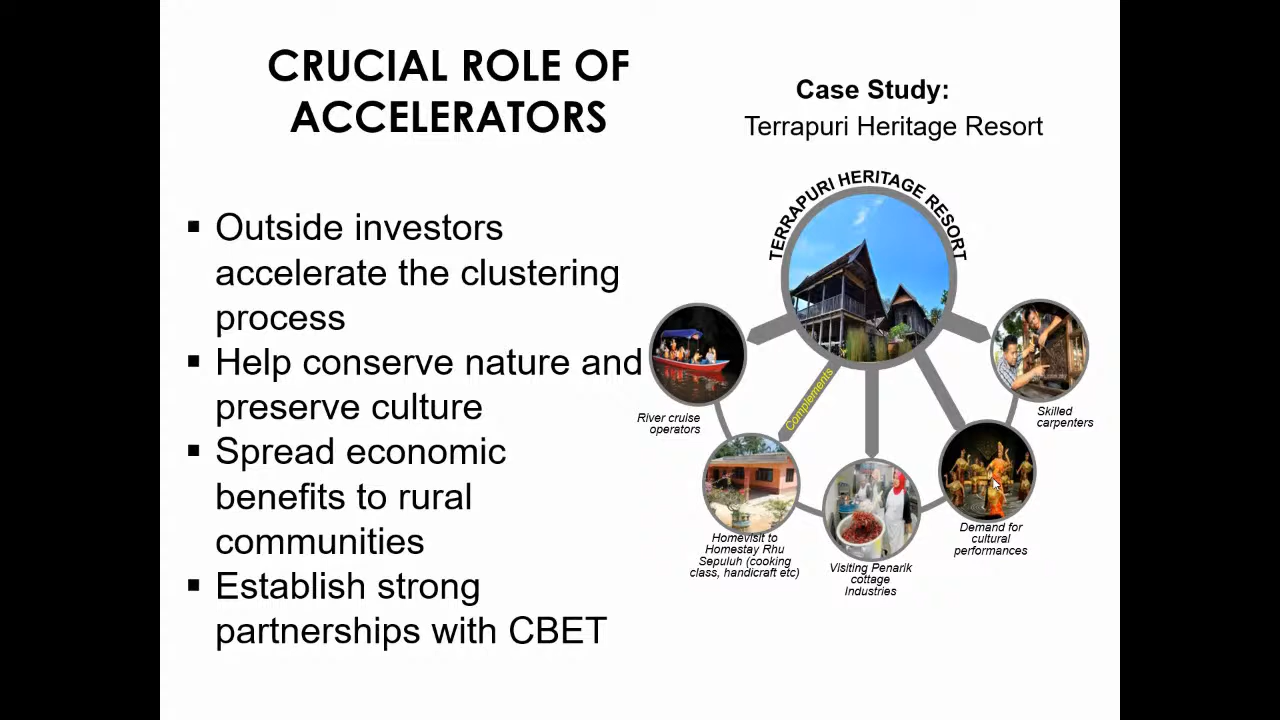 CRUCIAL ROLE OF
ACCELERATORS
▪ Outside investors
accelerate the clustering
process
▪ Help conserve nature and
preserve culture
▪ Spread economic
benefits to rural
communities
▪ Establish strong
partnerships with CBET
Case Study:
Terrapuri Heritage Resort
TERRAPURI HERITAGE RESORT
Complements
River cruise
operators
Homevisit to
Homestay Rhu
Sepuluh (cooking
class, handicraft etc)
Visiting Penarik
cottage
Industries
Demand for
cultural
performances
Skilled
carpenters